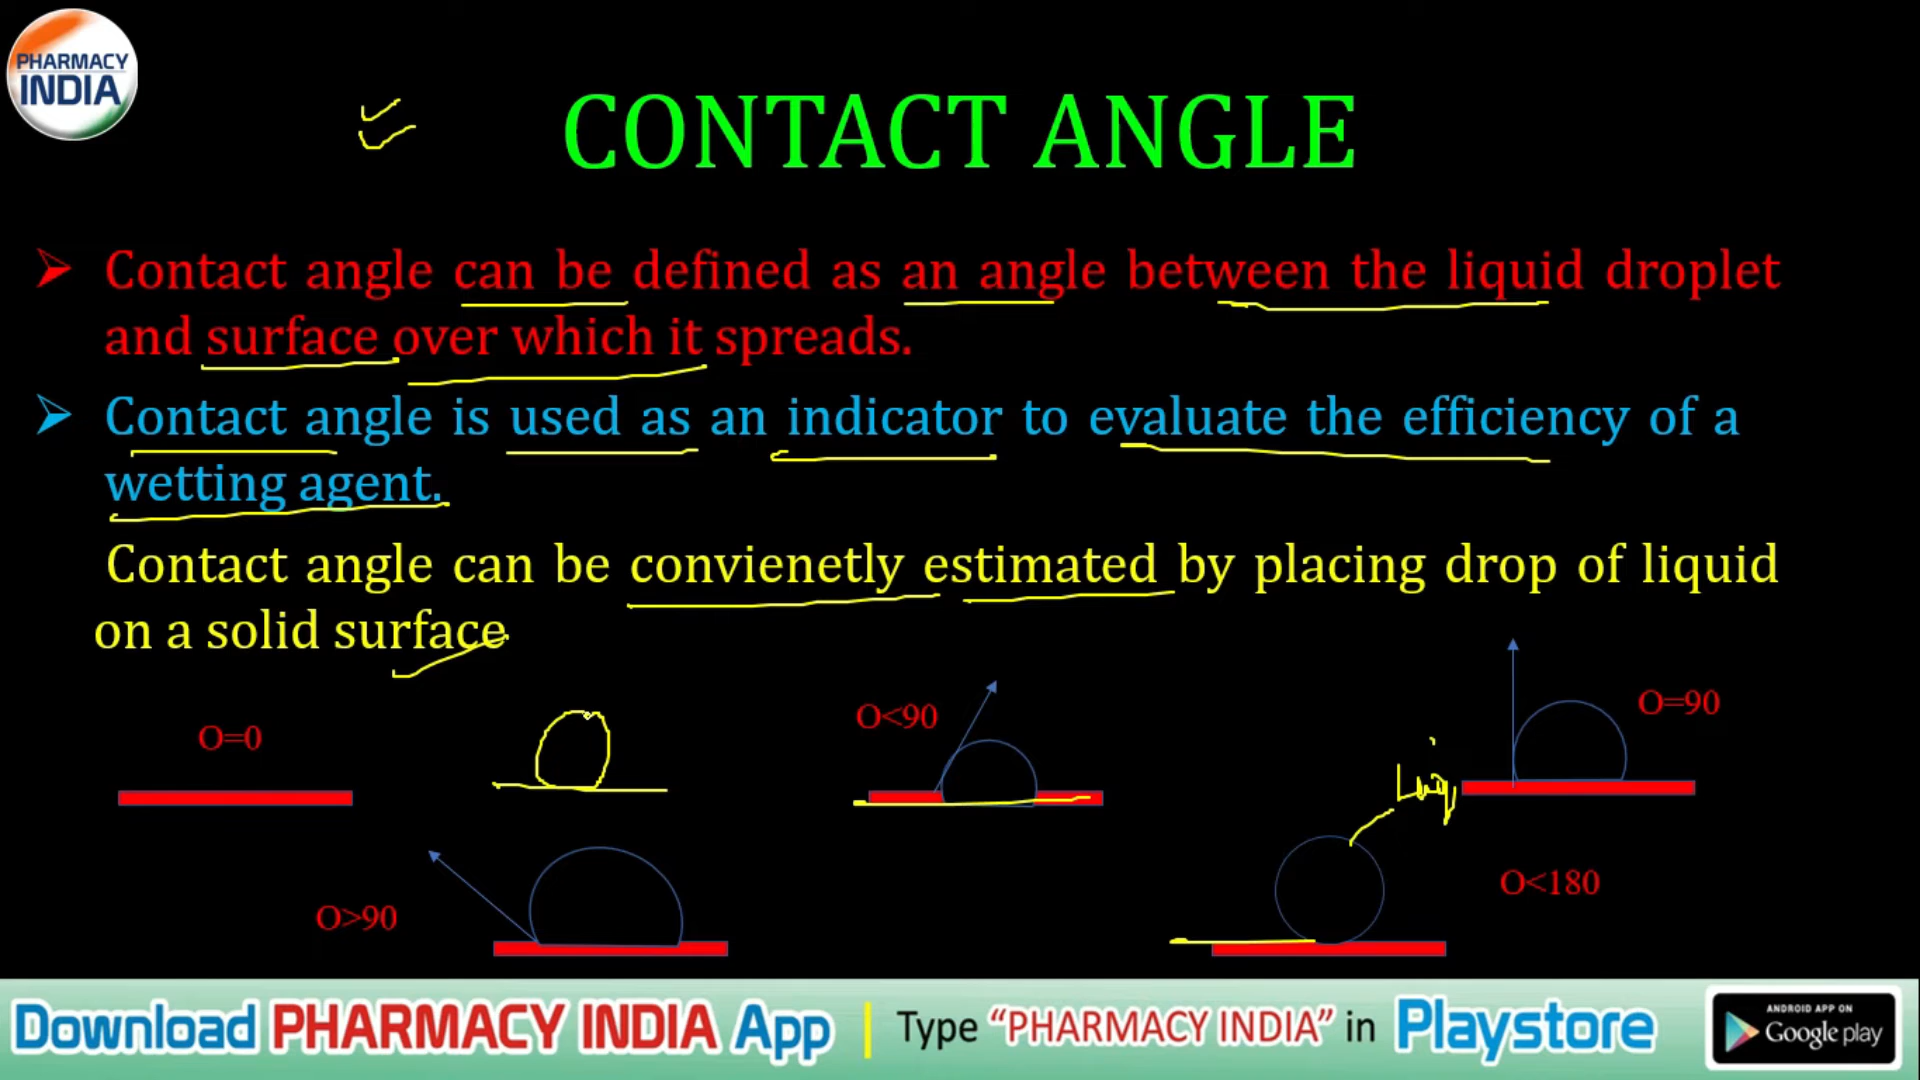 PHARMACY
INDIA
CONTACT ANGLE
Contact angle can be defined as an angle between the liquid droplet
and surface over which it spreads.
Contact angle is used as an indicator to evaluate the efficiency of a
wetting agent.
Contact angle can be convienetly estimated by placing drop of liquid
on a solid surface
O=0
O<90
O=90
Liq
O>90
O<180
Download PHARMACY INDIA App | Type “PHARMACY INDIA” in Playstore
ANDROID APP ON
Google play